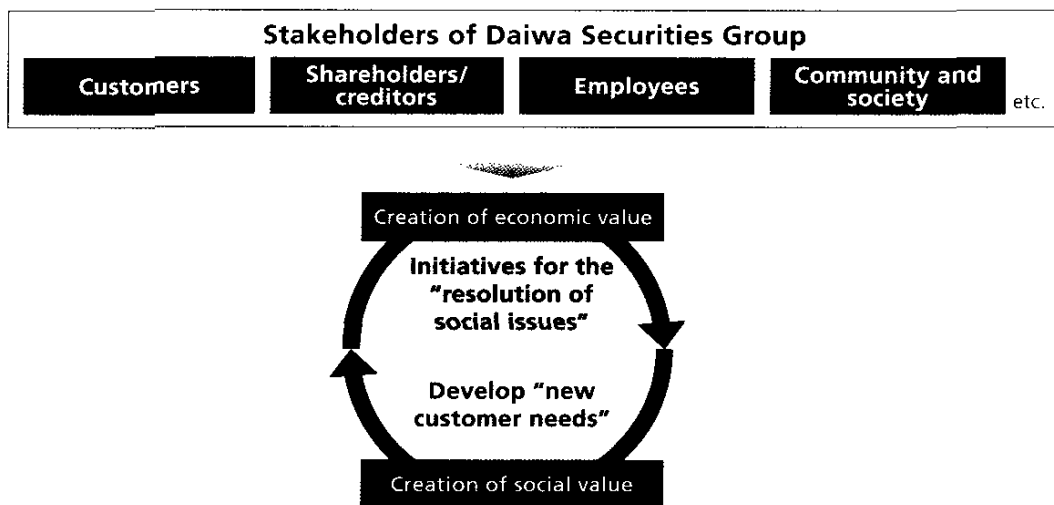 Stakeholders of Daiwa Securities Group
Customers
Shareholders/
creditors
Employees
Community and
society
etc.
Creation of economic value
Initiatives for the
"resolution of
social issues"
Develop "new
customer needs"
Creation of social value